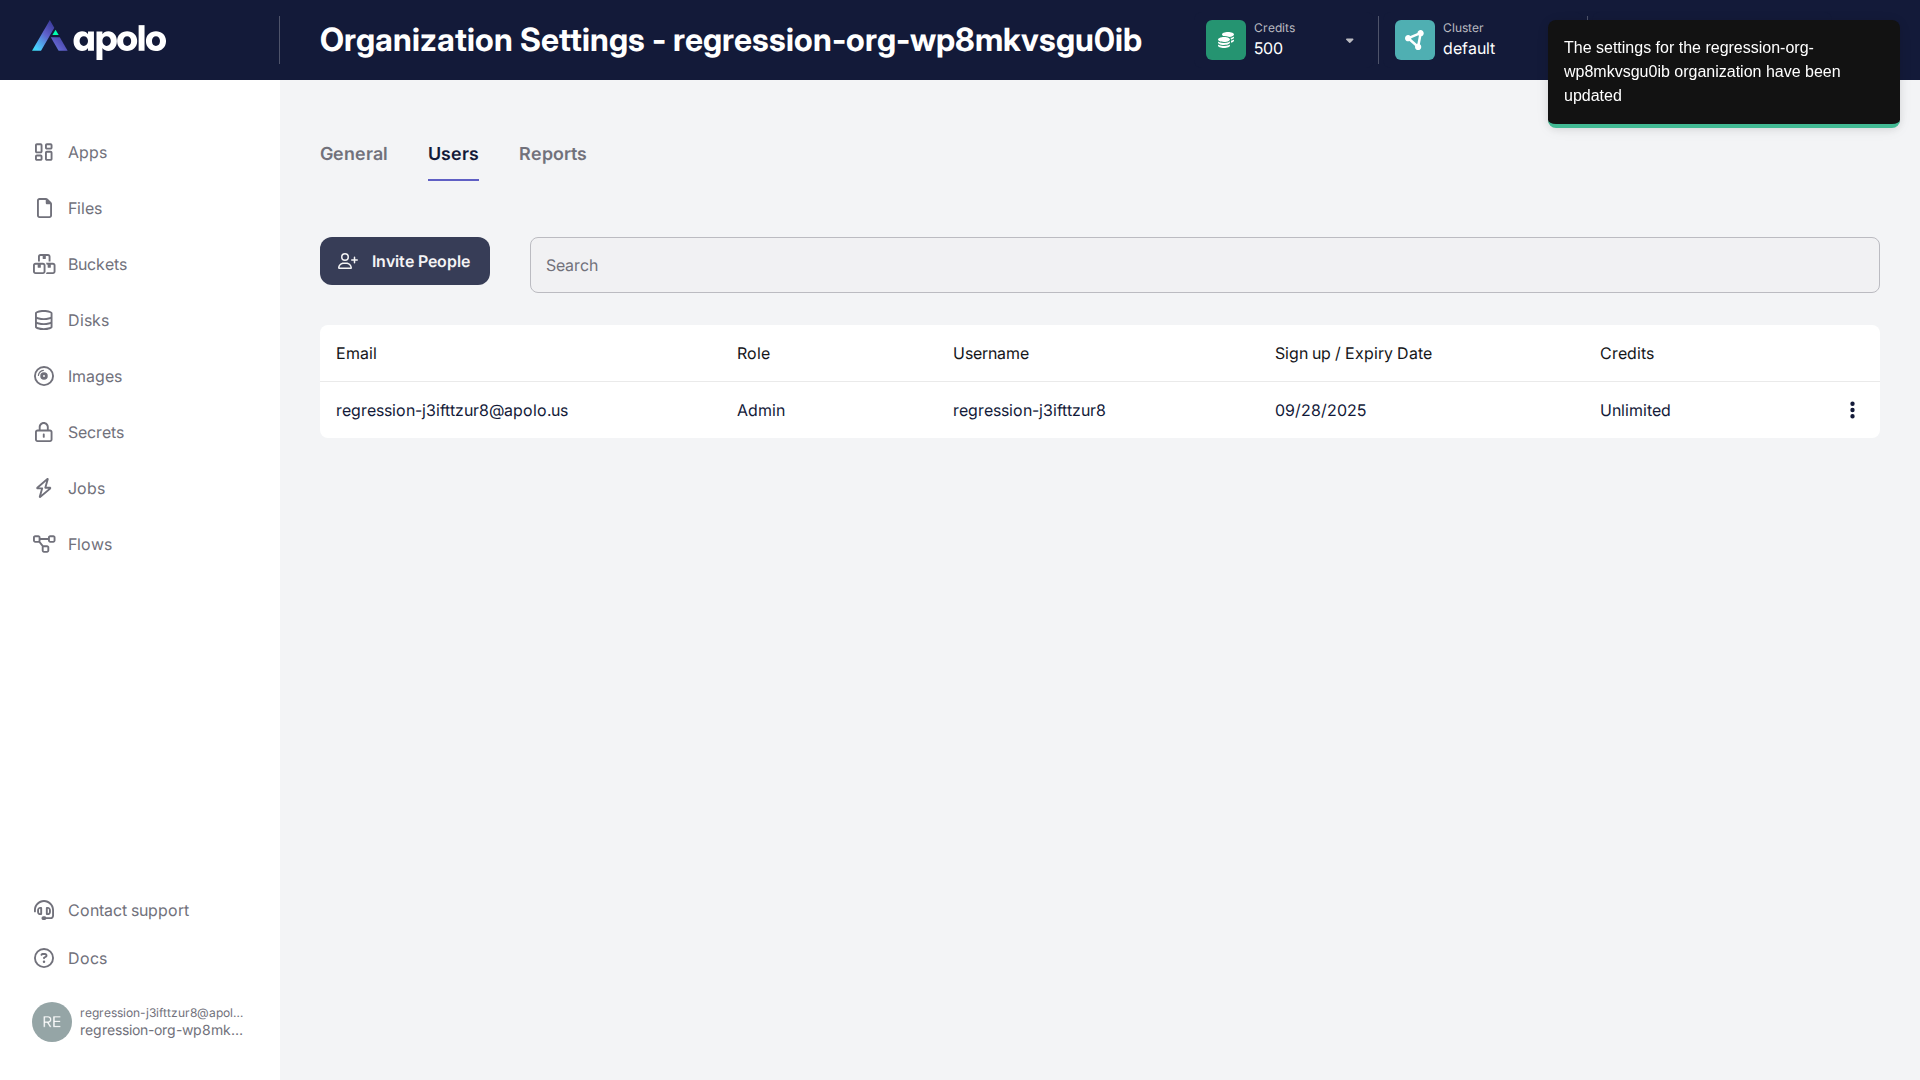 apolo
Organization Settings - regression-org-wp8mkvsgu0ib
Credits
500
Cluster
default
The settings for the regression-org-
wp8mkvsgu0ib organization have been
updated
Apps
Files
Buckets
Disks
Images
Secrets
Jobs
Flows
General
Users
Reports
Invite People
Search
Email
Role
Username
Sign up / Expiry Date
Credits
regression-j3ifttzur8@apolo.us
Admin
regression-j3ifttzur8
09/28/2025
Unlimited
Contact support
Docs
RE
regression-j3ifttzur8@apol...
regression-org-wp8mk...